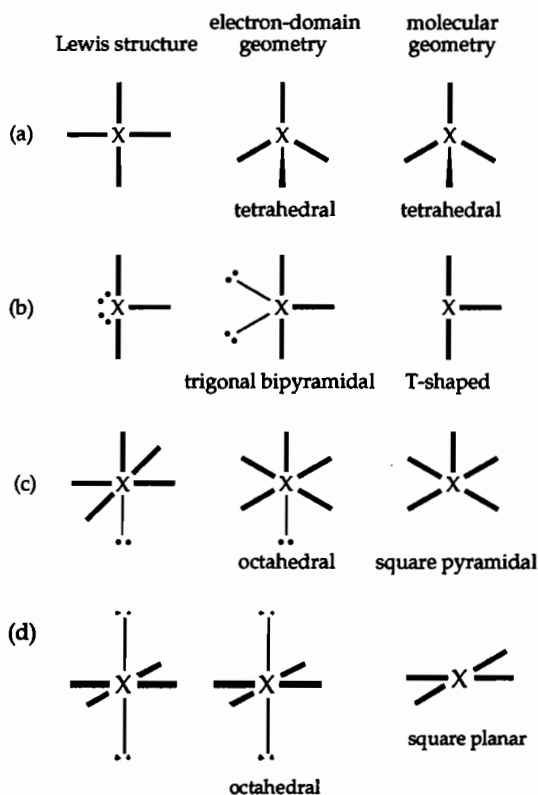 Lewis structure
electron-domain geometry
molecular geometry
(a)
X X X
tetrahedral tetrahedral
(b)
X X X
trigonal bipyramidal T-shaped
(c)
X X X
octahedral square pyramidal
(d)
X X X
square planar
octahedral